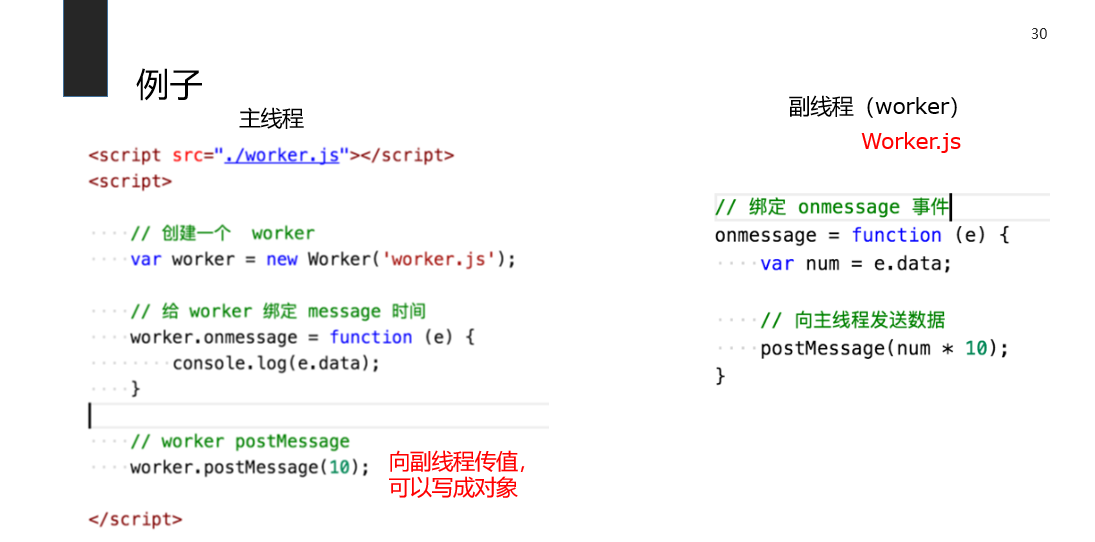 30
例子
主线程
<script src="./worker.js"></script>
<script>
// 创建一个 worker
var worker = new Worker('worker.js');
// 给 worker 绑定 message 时间
worker.onmessage = function (e) {
console.log(e.data);
}
// worker postMessage
worker.postMessage(10);
向副线程传值，
可以写成对象
</script>
副线程（worker）
Worker.js
// 绑定 onmessage 事件
onmessage = function (e) {
var num = e.data;
// 向主线程发送数据
postMessage(num * 10);
}